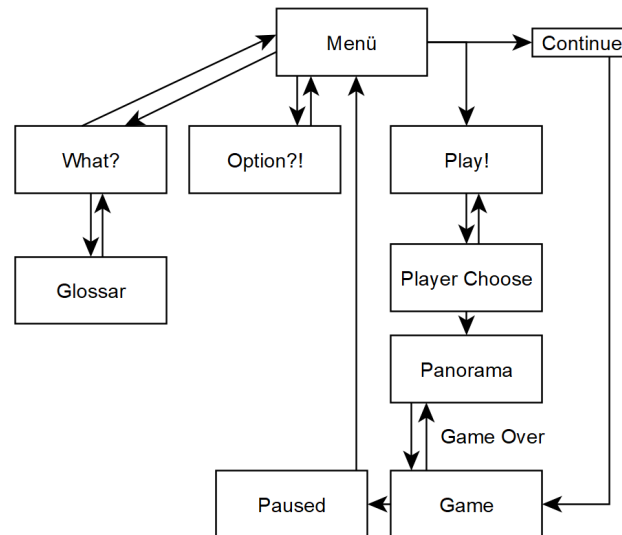 Menü
Continue
What?
Option?!
Play!
Glossar
Player Choose
Panorama
Game Over
Paused
Game